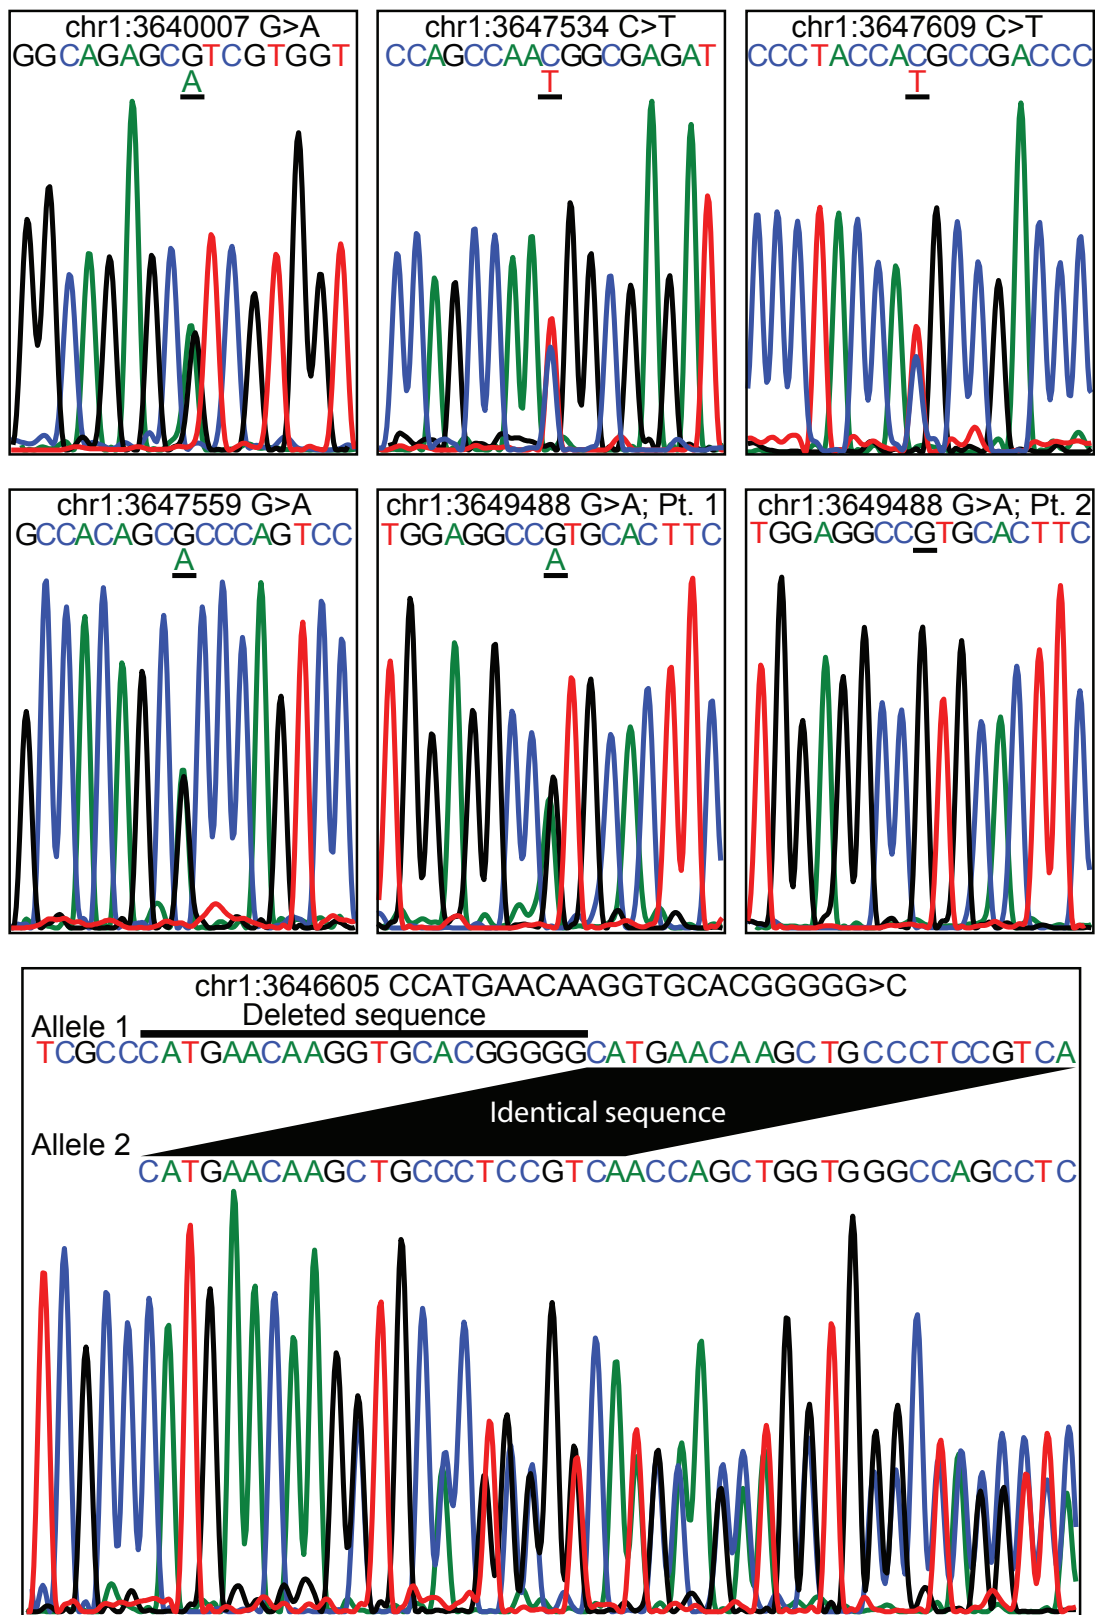 chr1:3640007 G>A
GGCAGAGCGTCGTGGT
A
chr1:3647534 C>T
CCAGCCAACGGCGAGAT
T
chr1:3647609 C>T
CCCTACCACGCCGACCC
T
chr1:3647559 G>A
GCCACAGCGCCCAGTCC
A
chr1:3649488 G>A; Pt. 1
TGGAGGCCGTGCACTTC
A
chr1:3649488 G>A; Pt. 2
TGGAGGCCGTGCACTTC
chr1:3646605 CCATGAACAAGGTGCACGGGGG>C
Deleted sequence
Allele 1
TCGCCCATGAACAAGGTGCACGGGGGCATGAACAAGCTGCCCTCCGTCA
Identical sequence
Allele 2
CATGAACAAGCTGCCCTCCGTCAACCAGCTGGTGGGCCAGCCTC